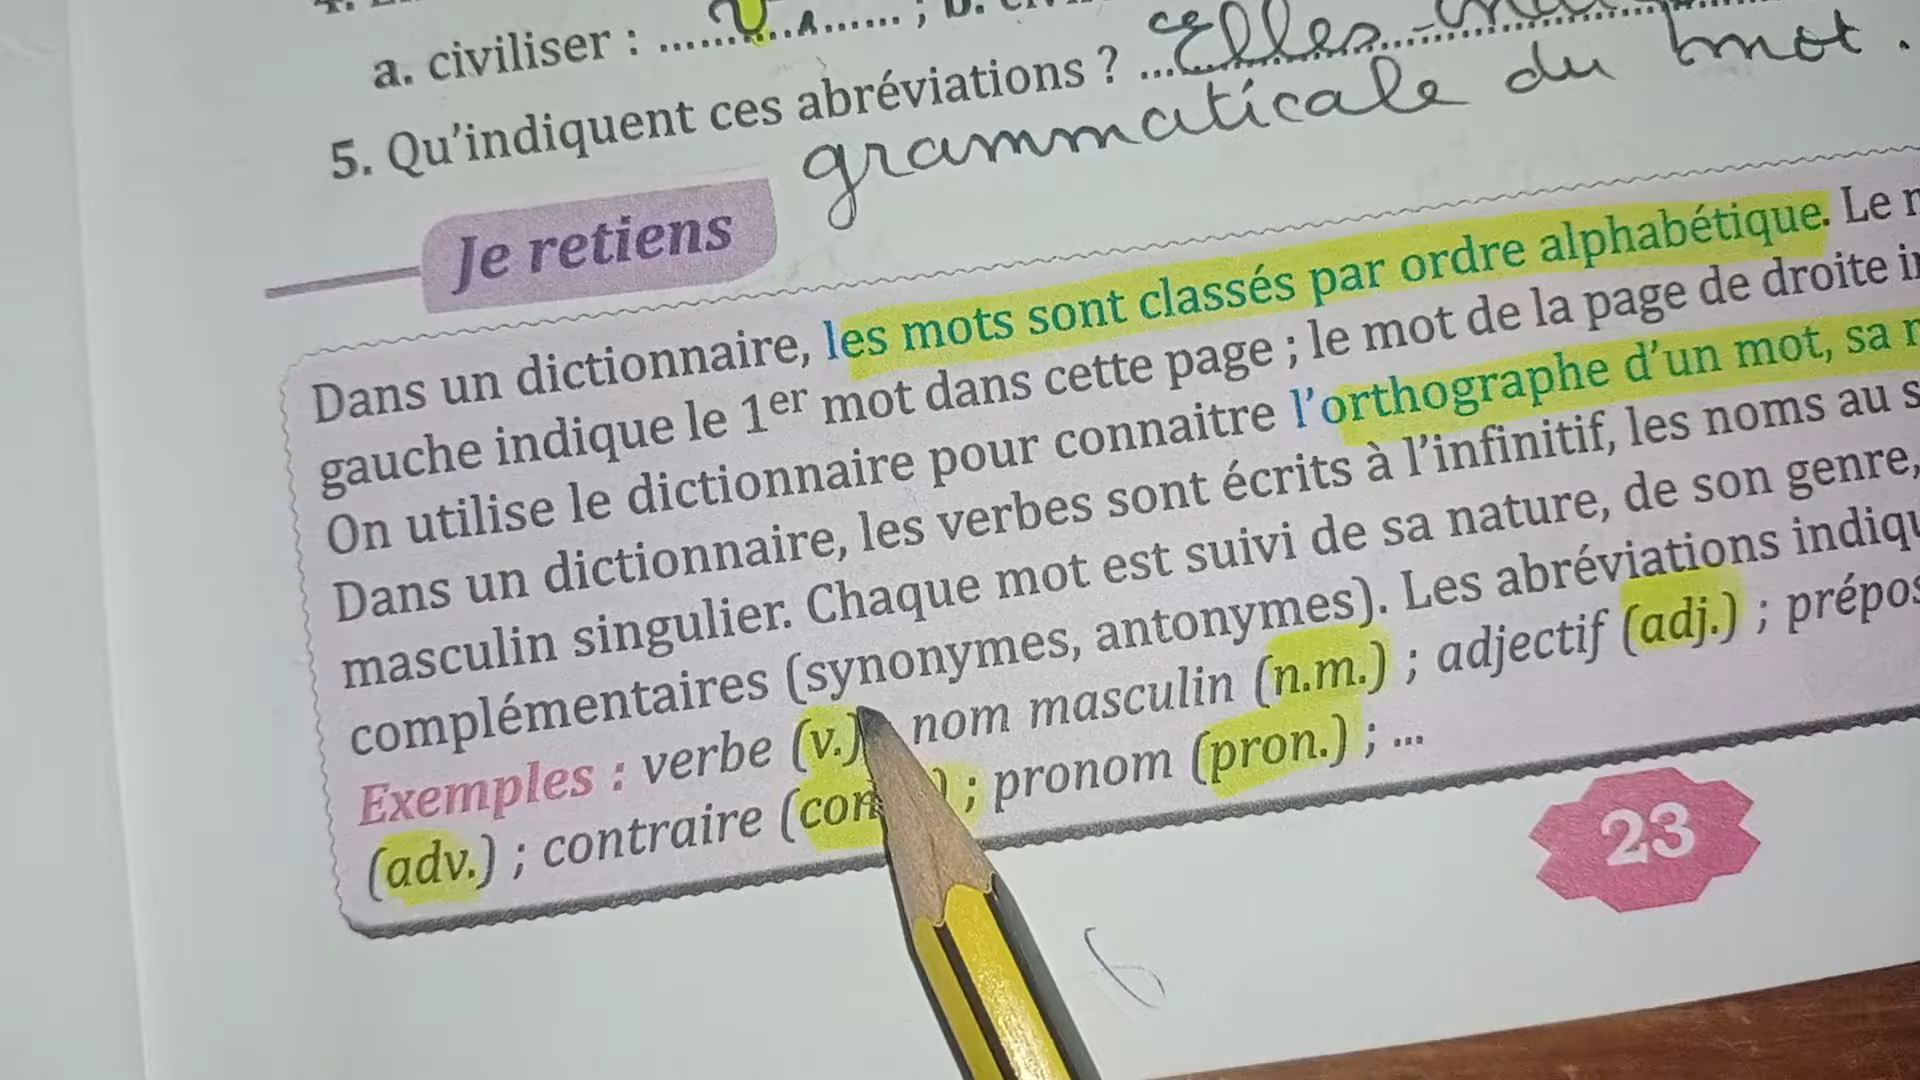 a. civiliser : ..........
5. Qu'indiquent ces abréviations ? Elles
grammaticale du mot.
Je retiens
Dans un dictionnaire, les mots sont classés par ordre alphabétique. Le
gauche indique le 1er mot dans cette page ; le mot de la page de droite
On utilise le dictionnaire pour connaitre l'orthographe d'un mot, sa
Dans un dictionnaire, les verbes sont écrits à l'infinitif, les noms au
masculin singulier. Chaque mot est suivi de sa nature, de son genre,
complémentaires (synonymes, antonymes). Les abréviations
Exemples : verbe (v.) nom masculin (n.m.) ; adjectif (adj.) ;
(adv.) ; contraire ; pronom (pron.) ; ...
23
6